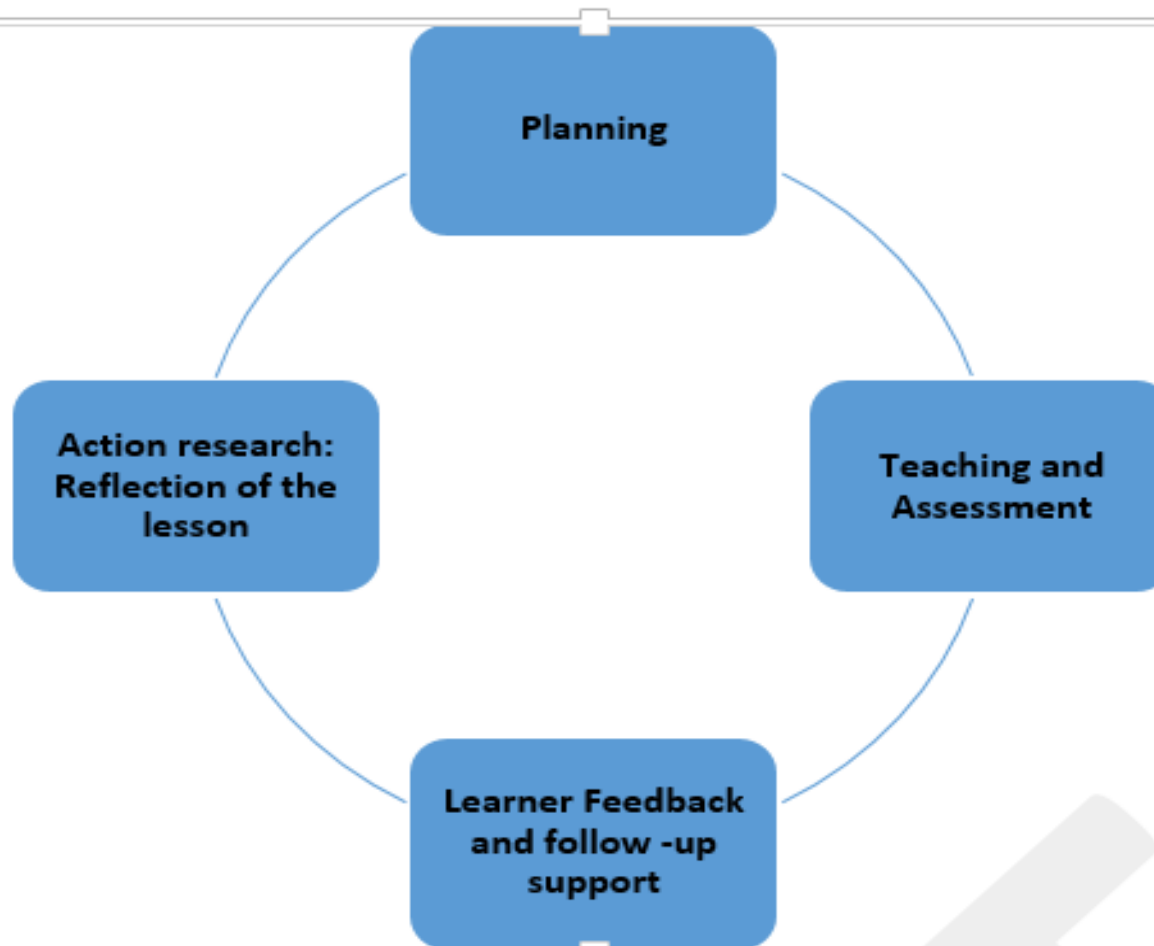 Planning
Teaching and
Assessment
Learner Feedback
and follow -up
support
Action research:
Reflection of the
lesson